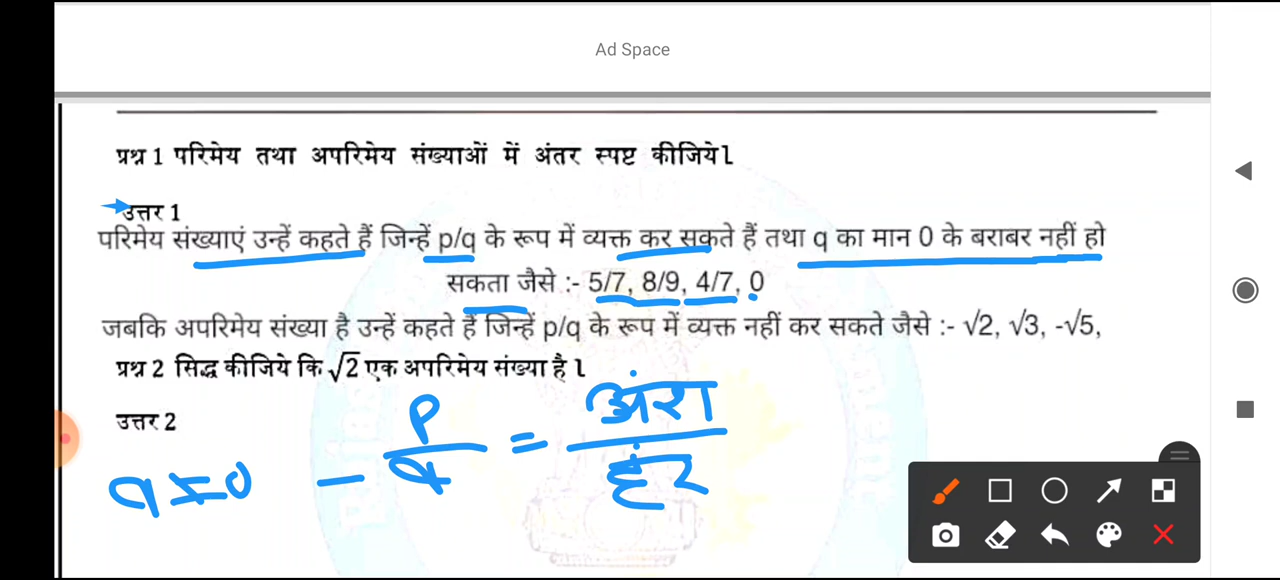 Ad Space
प्रश्न 1 परिमेय तथा अपरिमेय संख्याओं में अंतर स्पष्ट कीजिये l
उत्तर 1
परिमेय संख्याएं उन्हें कहते हैं जिन्हें p/q के रूप में व्यक्त कर सकते हैं तथा q का मान 0 के बराबर नहीं हो
सकता जैसे :- 5/7, 8/9, 4/7, 0
जबकि अपरिमेय संख्या है उन्हें कहते हैं जिन्हें p/q के रूप में व्यक्त नहीं कर सकते जैसे :- √2, √3, -√5,
प्रश्न 2 सिद्ध कीजिये कि √2 एक अपरिमेय संख्या है l
उत्तर 2
q≠0 - p/q = अंश/हर